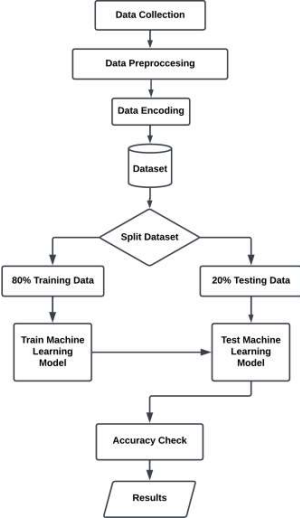 Data Collection
Data Preproccesing
Data Encoding
Dataset
Split Dataset
80% Training Data
20% Testing Data
Train Machine
Learning
Model
Test Machine
Learning
Model
Accuracy Check
Results